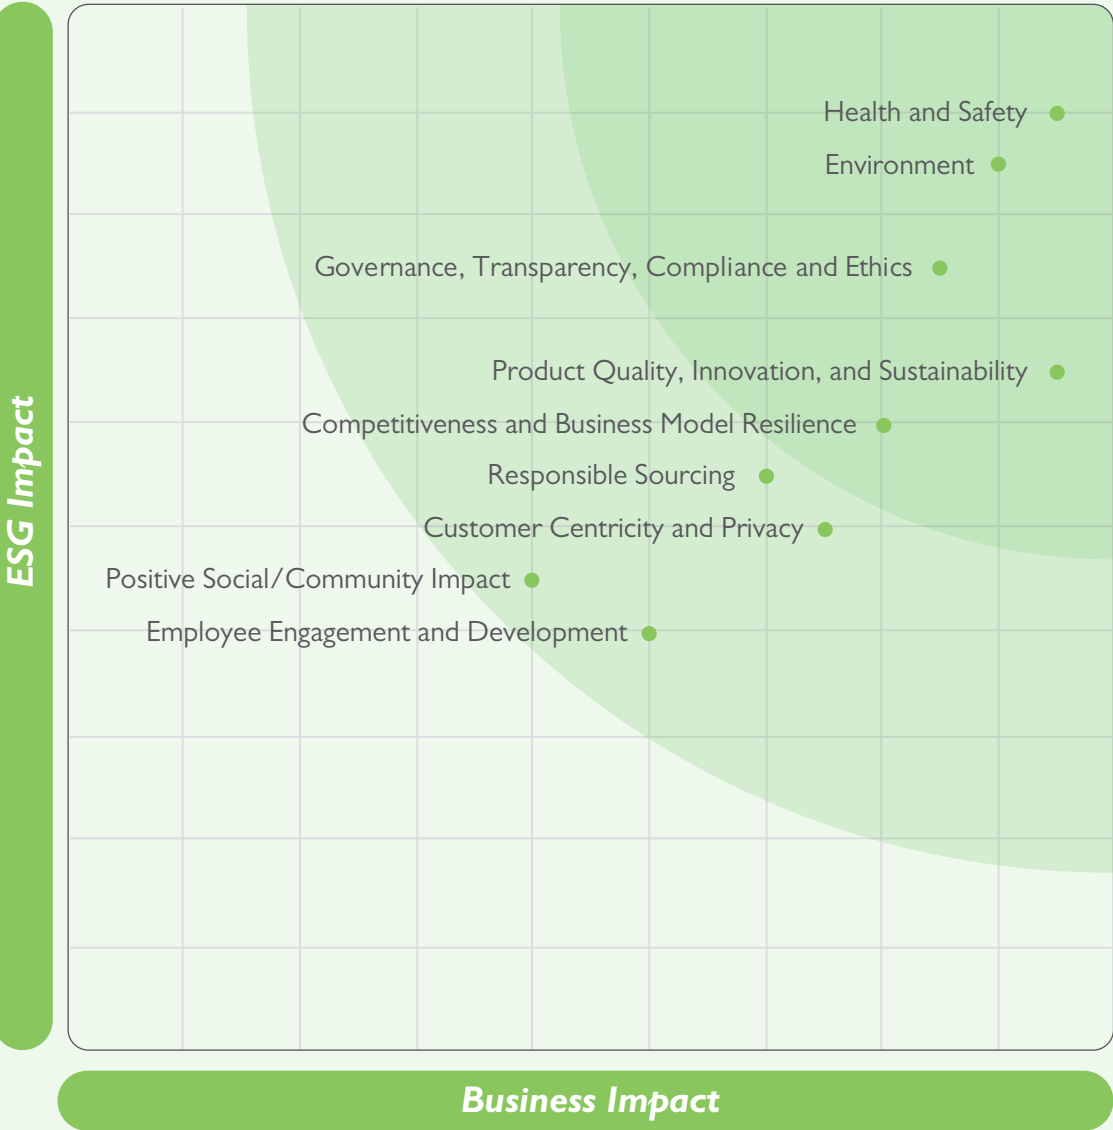 Health and Safety
Environment
Governance, Transparency, Compliance and Ethics
Product Quality, Innovation, and Sustainability
Competitiveness and Business Model Resilience
Responsible Sourcing
Customer Centricity and Privacy
Positive Social/Community Impact
Employee Engagement and Development
ESG Impact
Business Impact